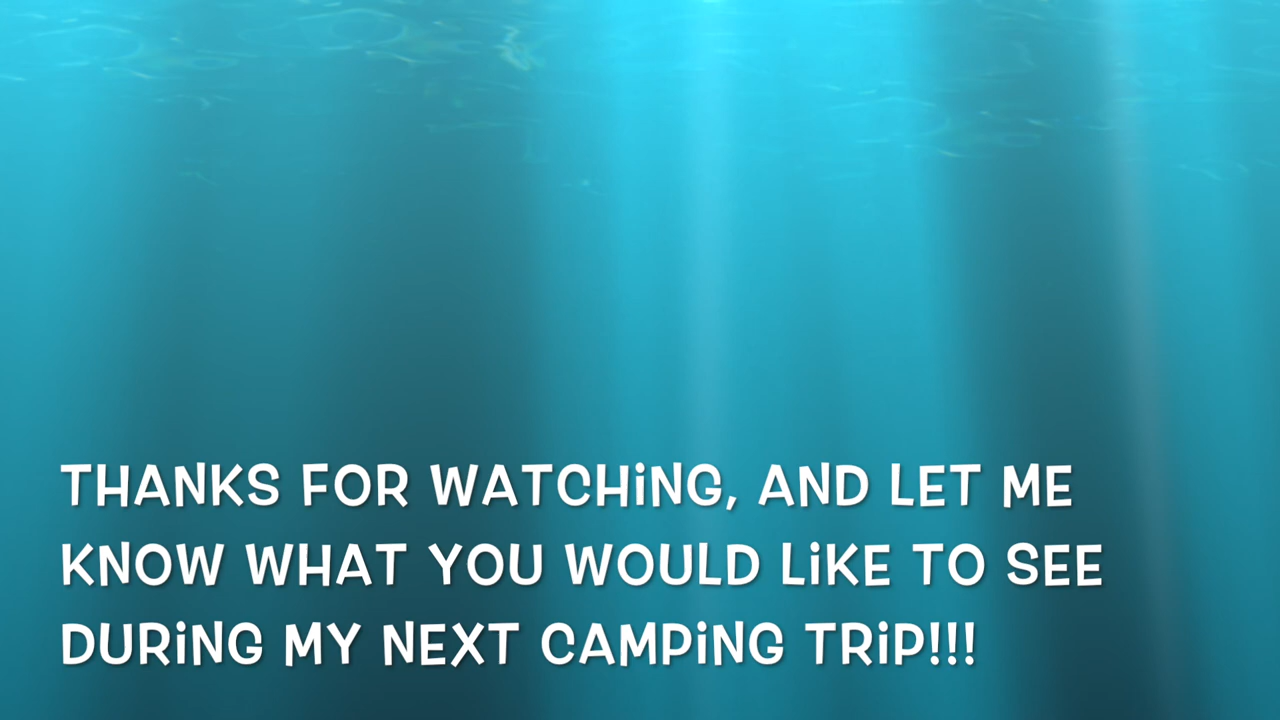 THANKS FOR WATCHiNG, AND LET ME
KNOW WHAT YOU WOULD LiKE TO SEE
DURiNG MY NEXT CAMPiNG TRiP!!!